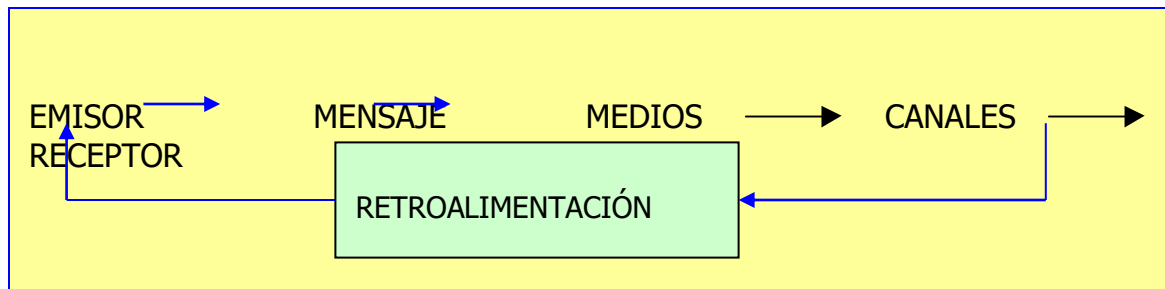 EMISOR MENSAJE MEDIOS CANALES
RECEPTOR
RETROALIMENTACIÓN